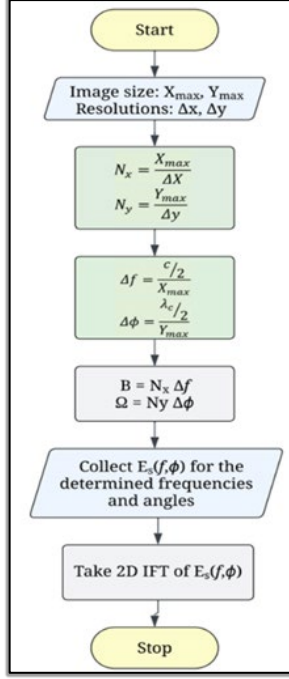 Start
Image size: Xmax, Ymax
Resolutions: Δx, Δy
Nx = Xmax / ΔX
Ny = Ymax / Δy
Δf = (c/2) / Xmax
Δϕ = (λc/2) / Ymax
B = Nx Δf
Ω = Ny Δϕ
Collect Es(f,ϕ) for the
determined frequencies
and angles
Take 2D IFT of Es(f,ϕ)
Stop